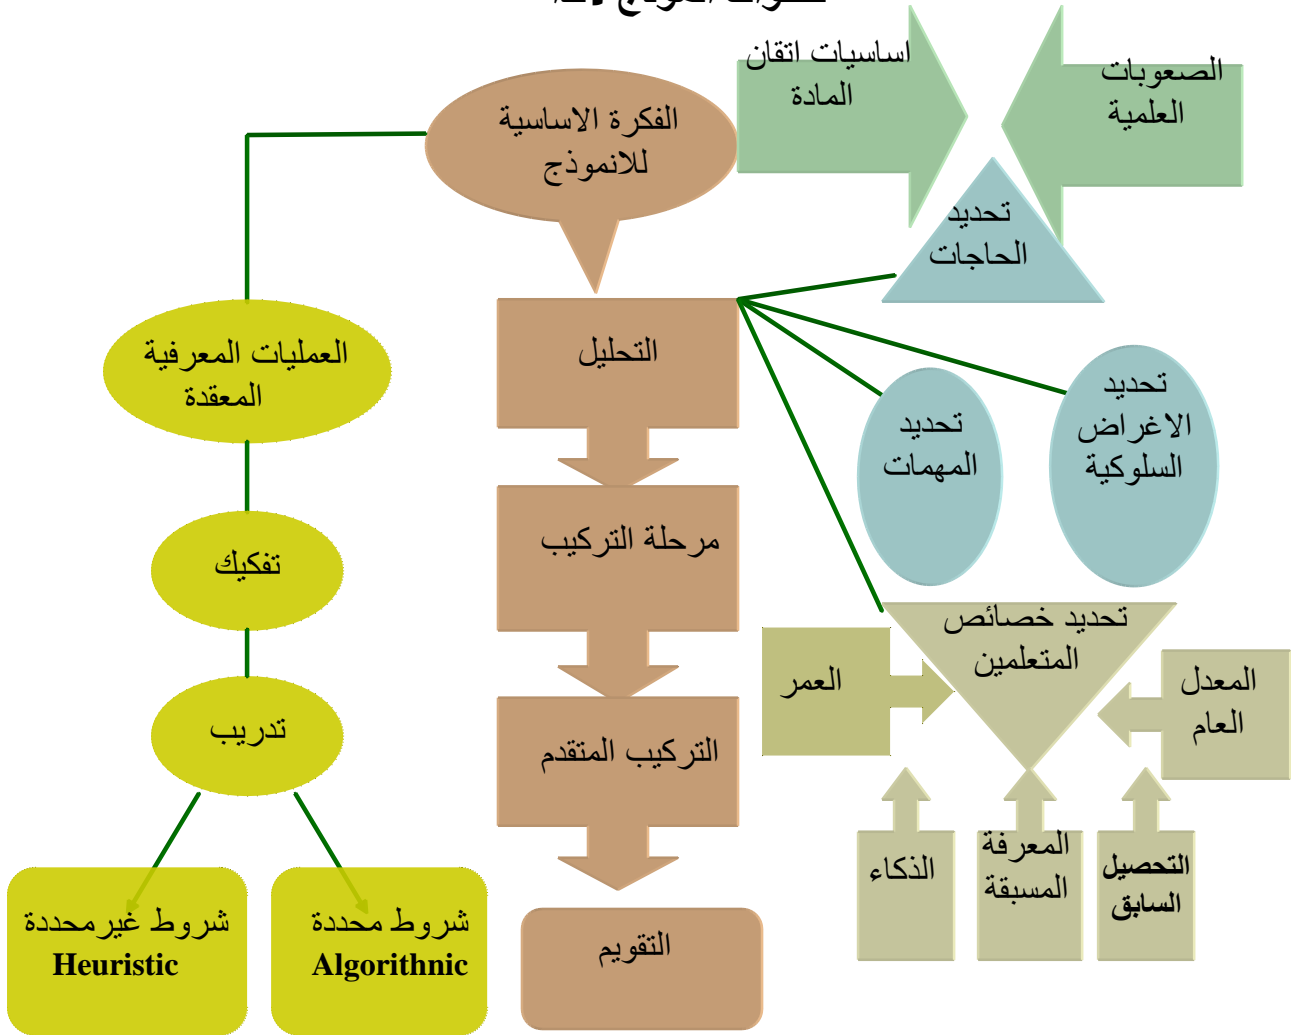 اساسيات اتقان
المادة
الصعوبات
العلمية
الفكرة الاساسية
للانموذج
تحديد
الحاجات
العمليات المعرفية
المعقدة
التحليل
تحديد
المهمات
تحديد
الاغراض
السلوكية
تفكيك
مرحلة التركيب
تحديد خصائص
المتعلمين
العمر
المعدل
العام
تدريب
التركيب المتقدم
الذكاء
المعرفة
المسبقة
التحصيل
السابق
شروط غيرمحددة
Heuristic
شروط محددة
Algorithnic
التقويم